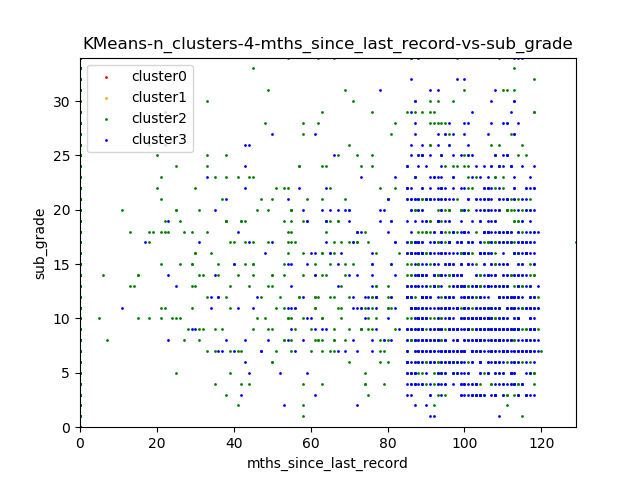 KMeans-n_clusters-4-mths_since_last_record-vs-sub_grade
cluster0
cluster1
cluster2
cluster3
30
25
20
15
10
5
0
sub_grade
0 20 40 60 80 100 120
mths_since_last_record